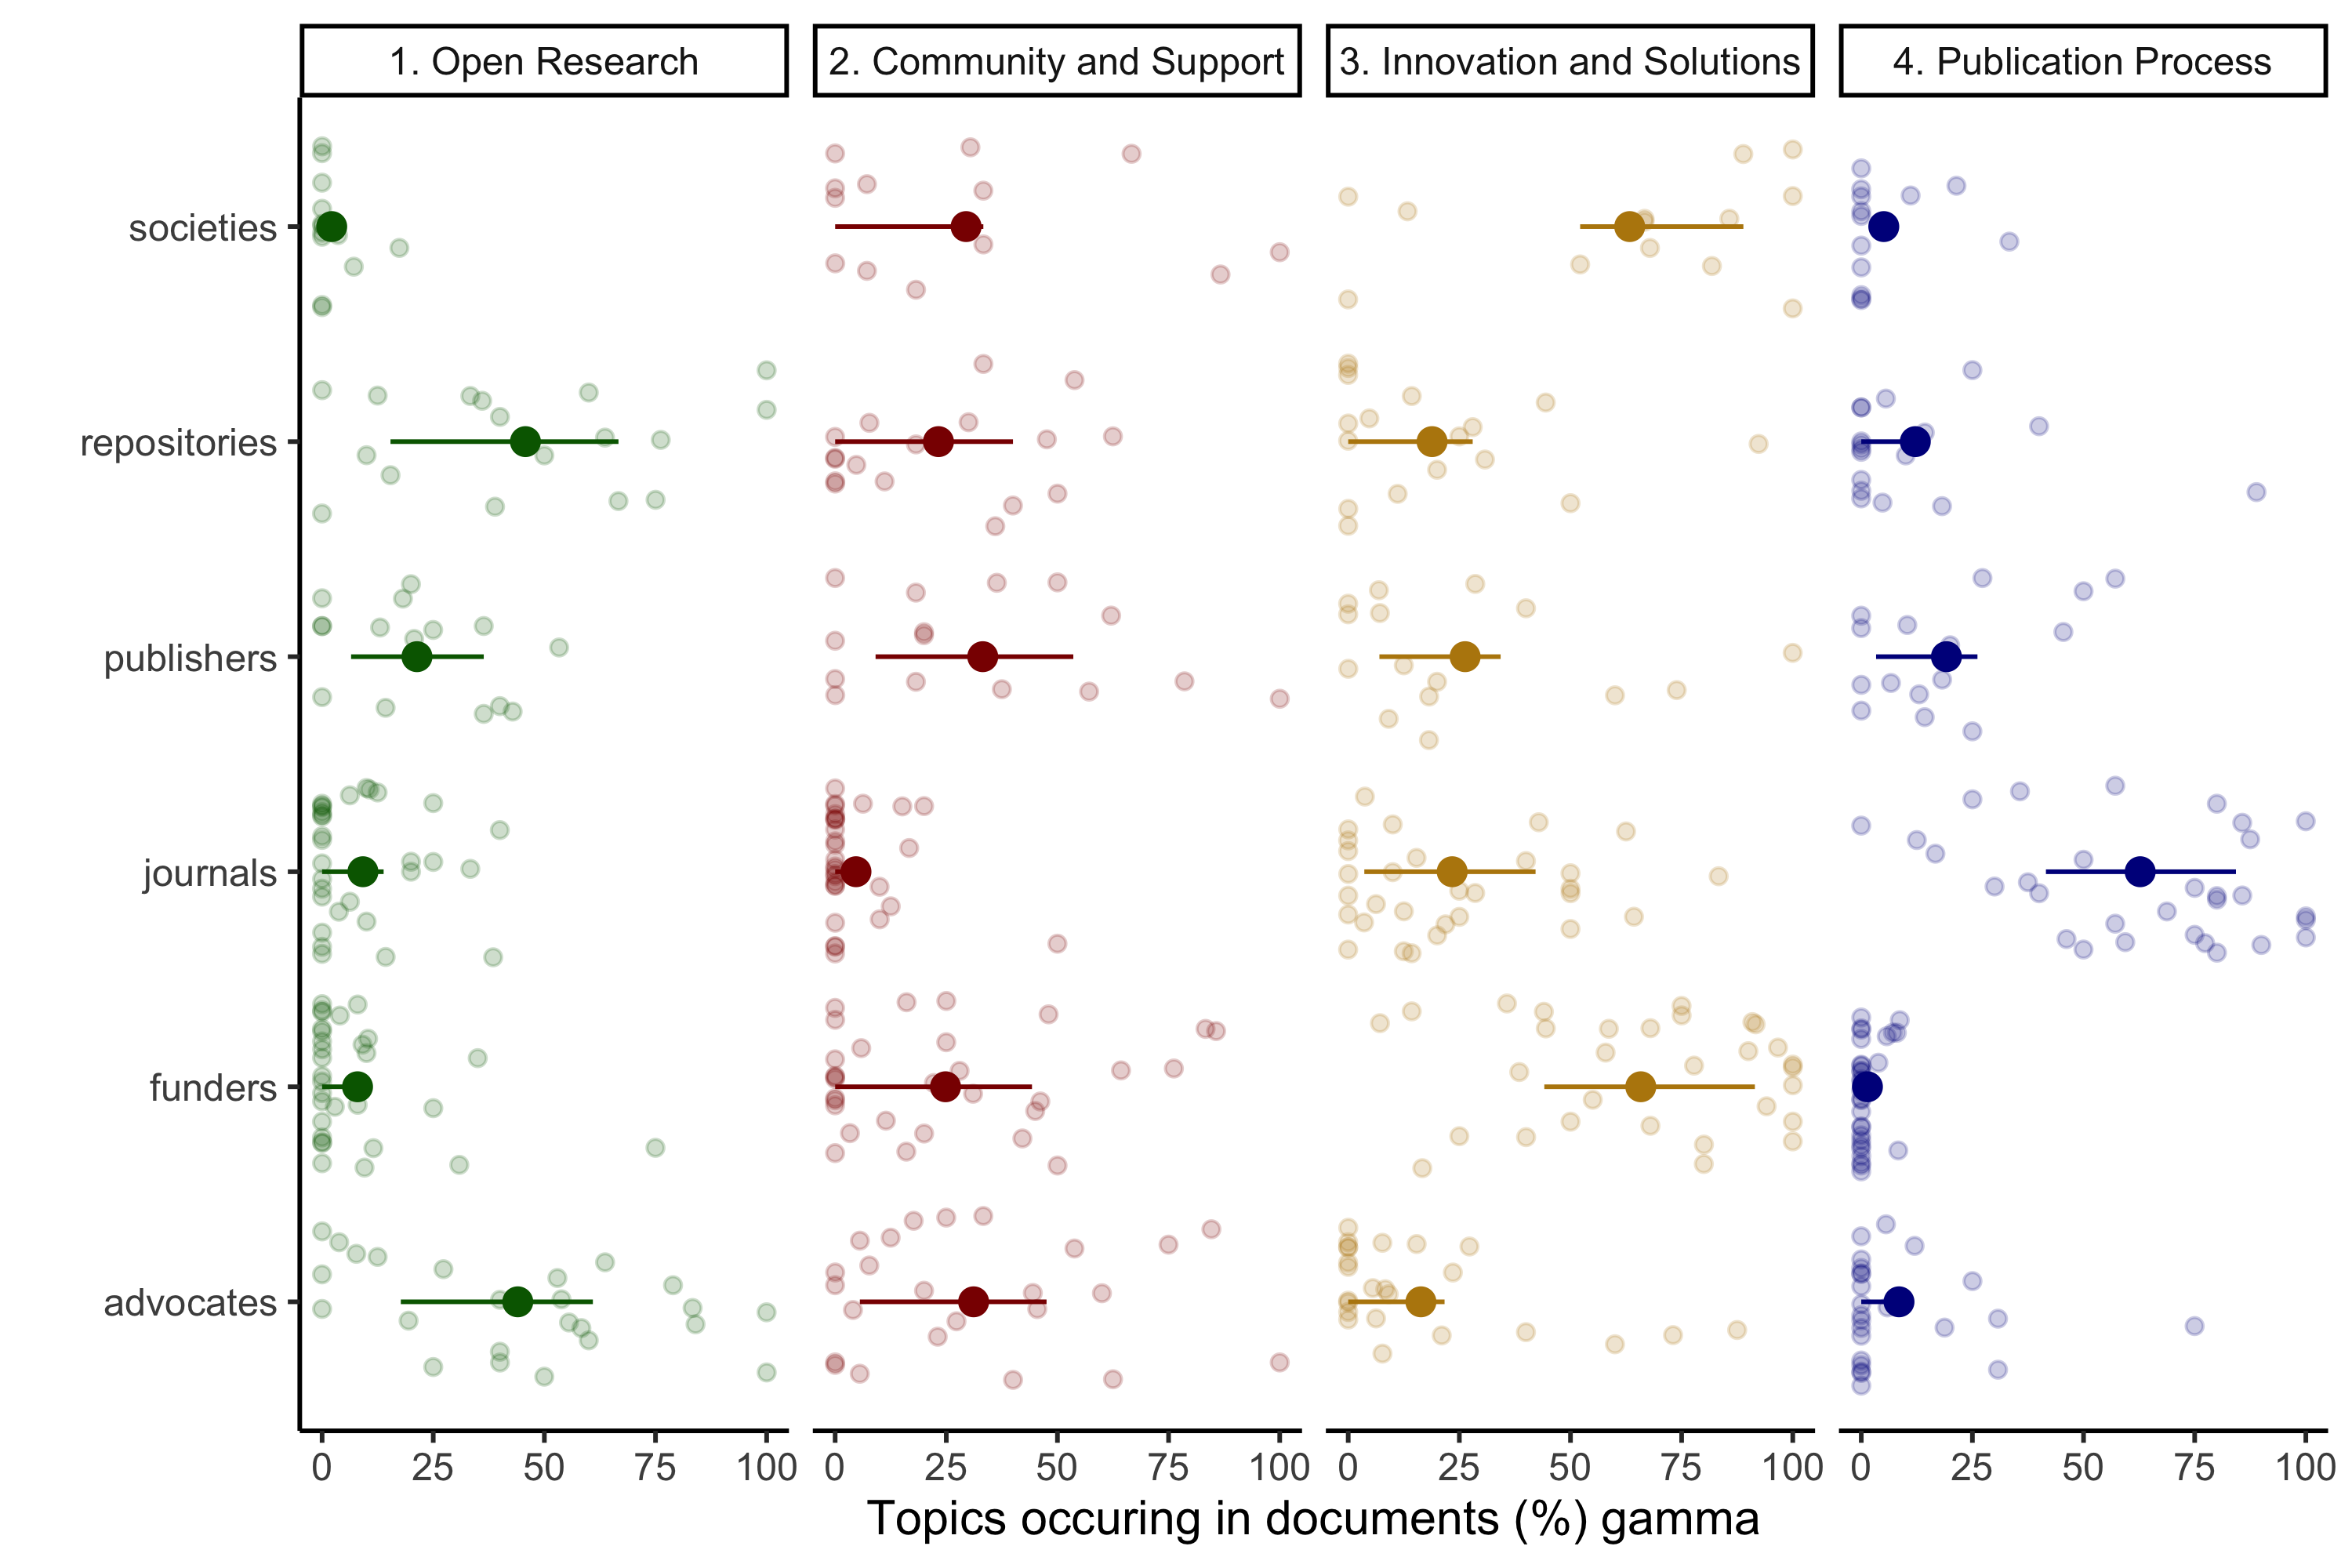 1. Open Research
2. Community and Support
3. Innovation and Solutions
4. Publication Process
societies
repositories
publishers
journals
funders
advocates
0 25 50 75 100
0 25 50 75 100
0 25 50 75 100
0 25 50 75 100
Topics occuring in documents (%) gamma